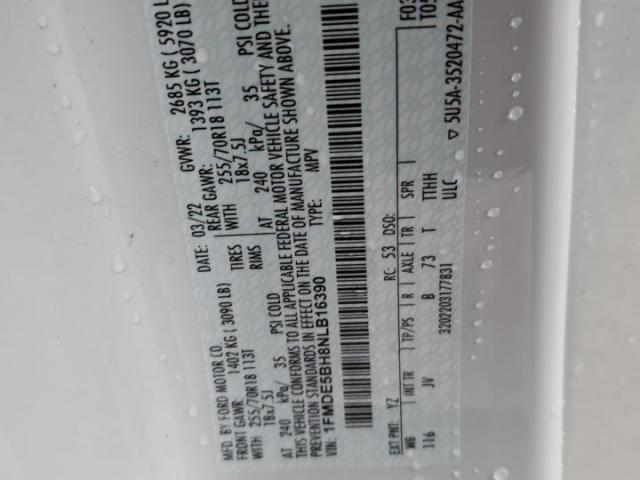 MFD. BY FORD MOTOR CO. DATE: 03/22 GVWR: 2685 KG ( 5920 L
FRONT GAWR: 1402 KG ( 3090 LB) REAR GAWR: 1393 KG ( 3070 LB)
WITH 255/70R18 113T TIRES WITH 255/70R18 113T
18x7.5J RIMS 18x7.5J
AT 240 kPa/ 35 PSI COLD AT 240 kPa/ 35 PSI COLD
THIS VEHICLE CONFORMS TO ALL APPLICABLE FEDERAL MOTOR VEHICLE SAFETY AND THEF
PREVENTION STANDARDS IN EFFECT ON THE DATE OF MANUFACTURE SHOWN ABOVE.
VIN: 1FMDE5BH8NLB16390 TYPE: MPV
EXT PNT: YZ RC: 53 DSO: FO3
WB INT TR TP/PS R AXLE TR SPR TO5
116 JV B 73 T TTHH
3202203177831 ULC ▽ 5U5A-3520472-AA